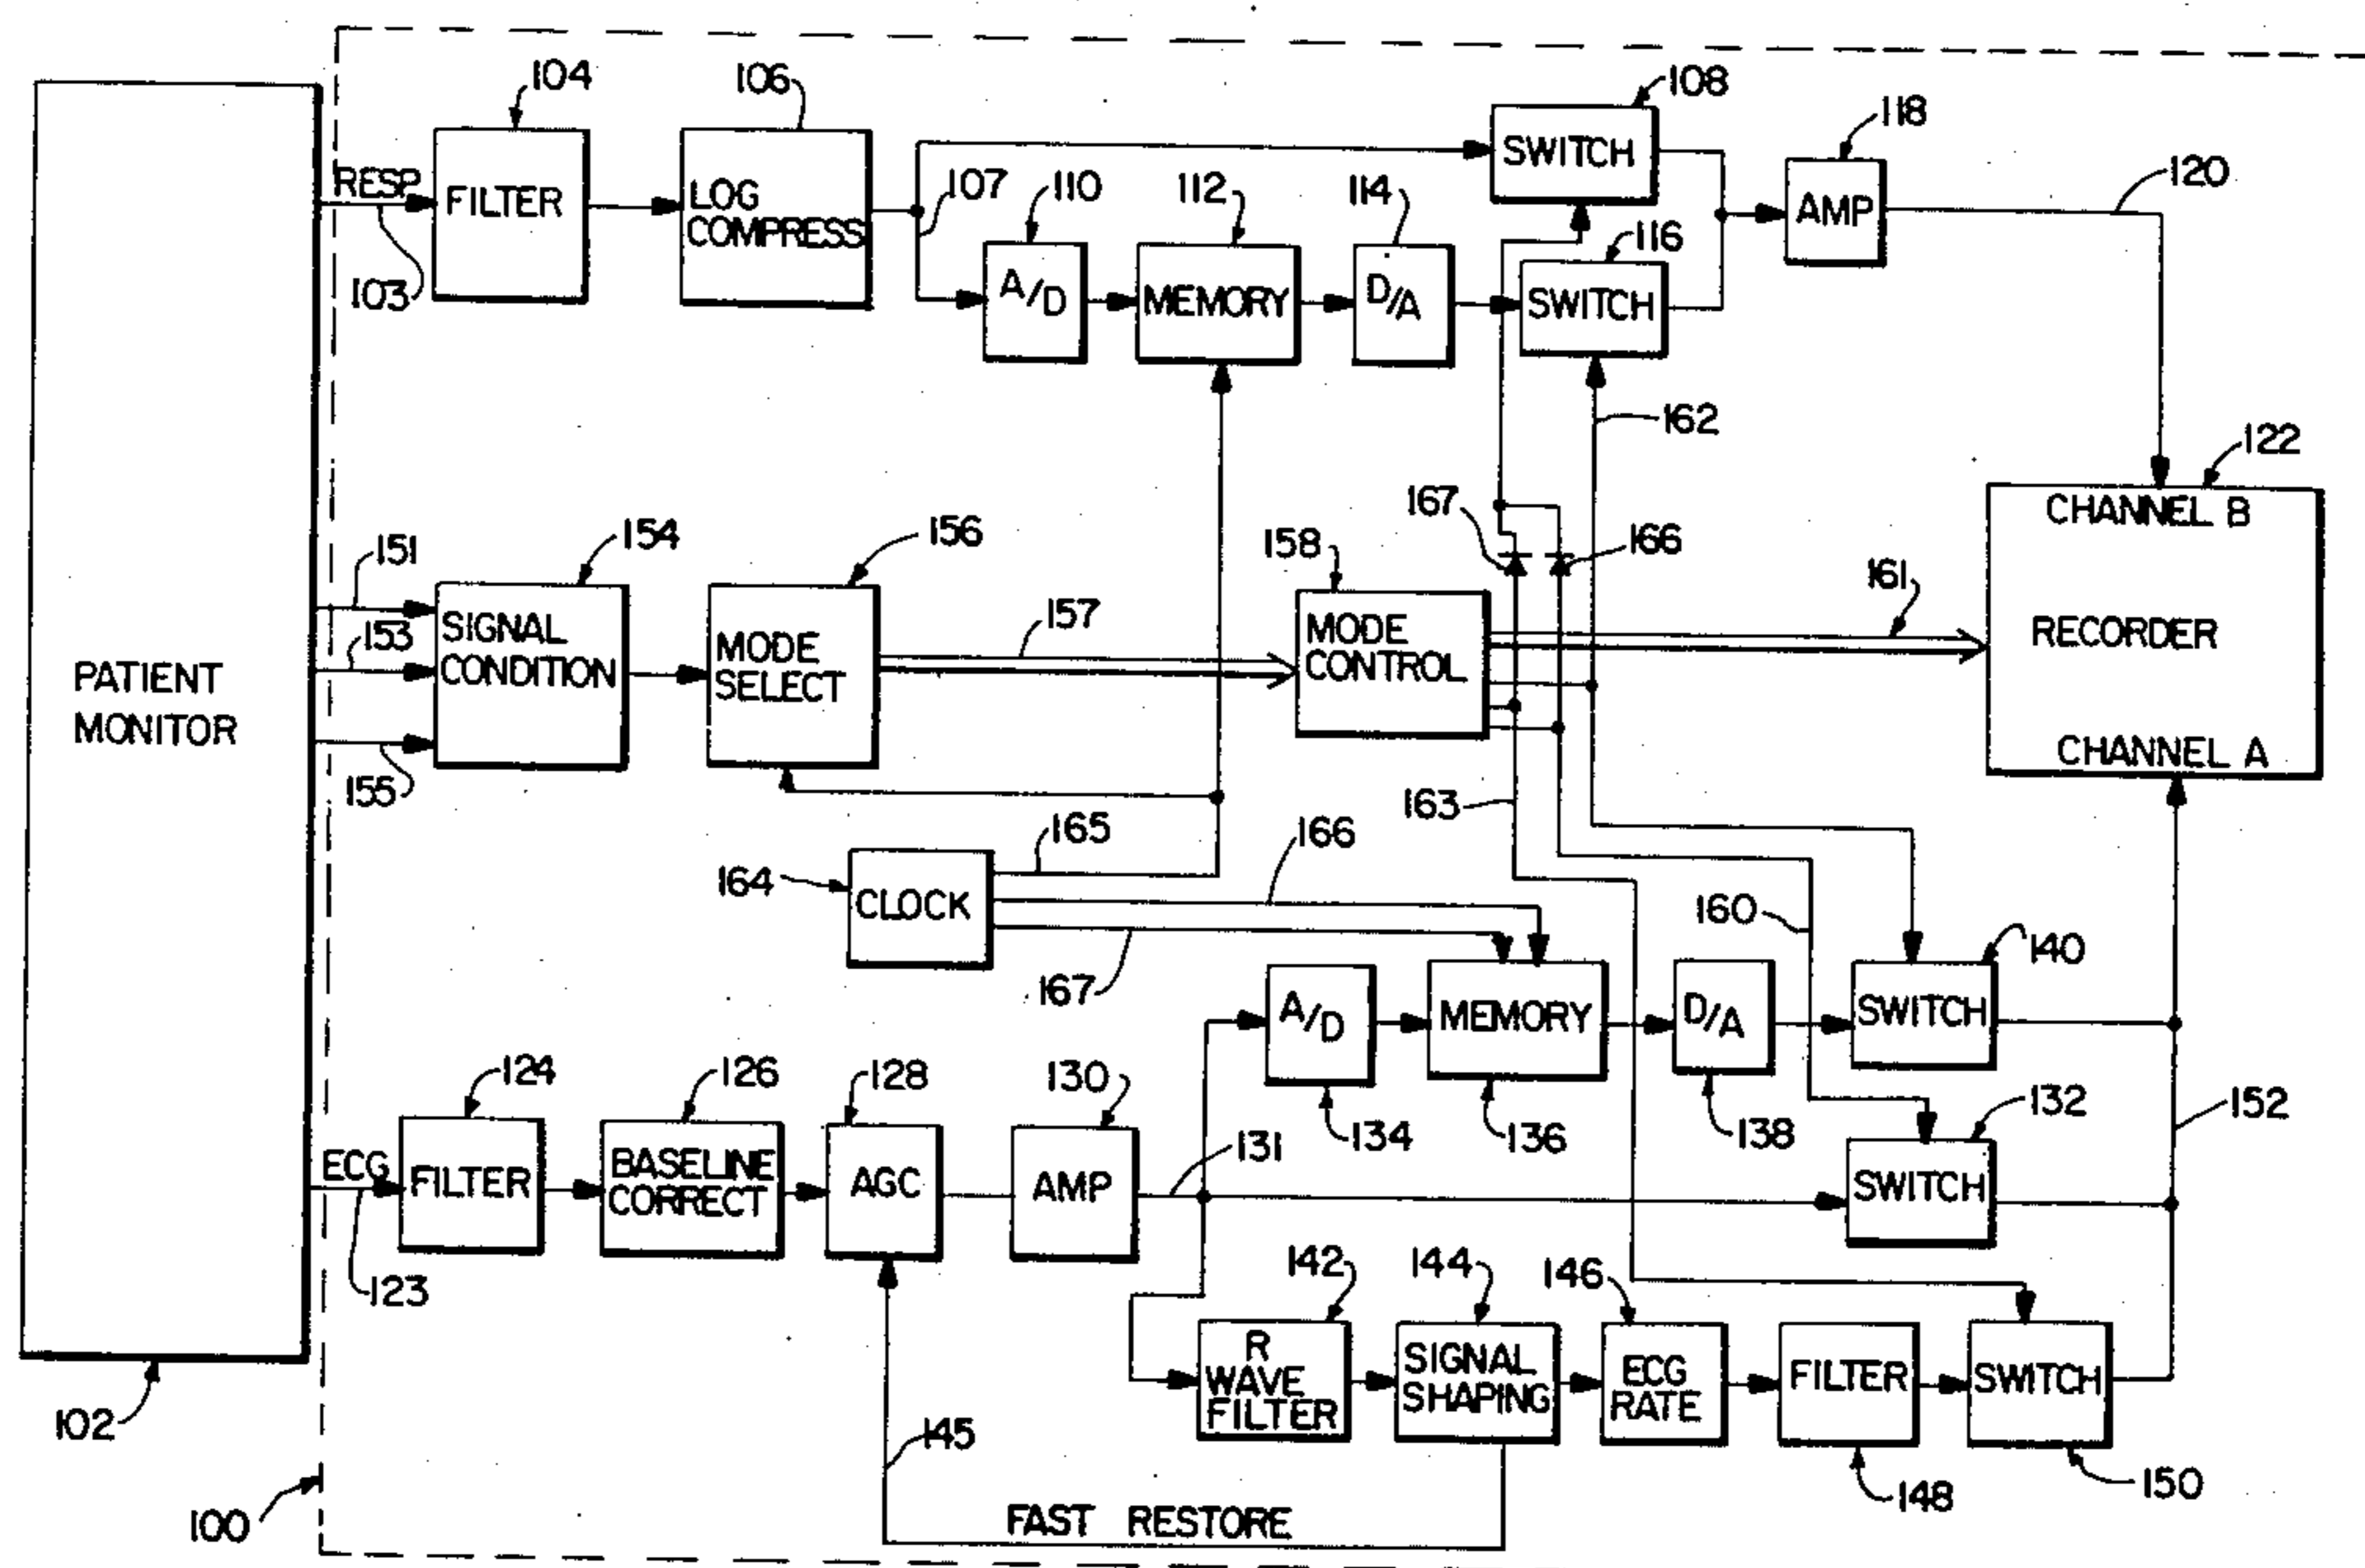 104
106
108
118
RESP
FILTER
LOG
COMPRESS
107
110
112
114
SWITCH
116
AMP
120
103
A/D
MEMORY
D/A
SWITCH
162
122
CHANNEL B
RECORDER
CHANNEL A
151
153
155
154
156
167
166
158
161
SIGNAL
CONDITION
MODE
SELECT
157
MODE
CONTROL
PATIENT
MONITOR
163
165
166
164
CLOCK
167
160
140
A/D
MEMORY
D/A
SWITCH
124
126
128
130
134
136
138
132
152
131
ECG
FILTER
BASELINE
CORRECT
AGC
AMP
SWITCH
123
142
144
146
R
WAVE
FILTER
SIGNAL
SHAPING
ECG
RATE
FILTER
SWITCH
102
145
148
150
100
FAST RESTORE